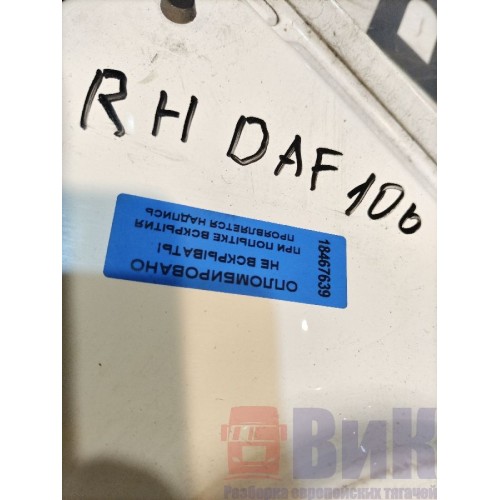 RH DAF 106
ОПЛОМБИРОВАНО
НЕ ВСКРЫВАТЬ!
ПРИ ПОПЫТКЕ ВСКРЫТИЯ
ПРОЯВЛЯЕТСЯ НАДПИСЬ
18467639
ВиК
Разборка европейских тягачей